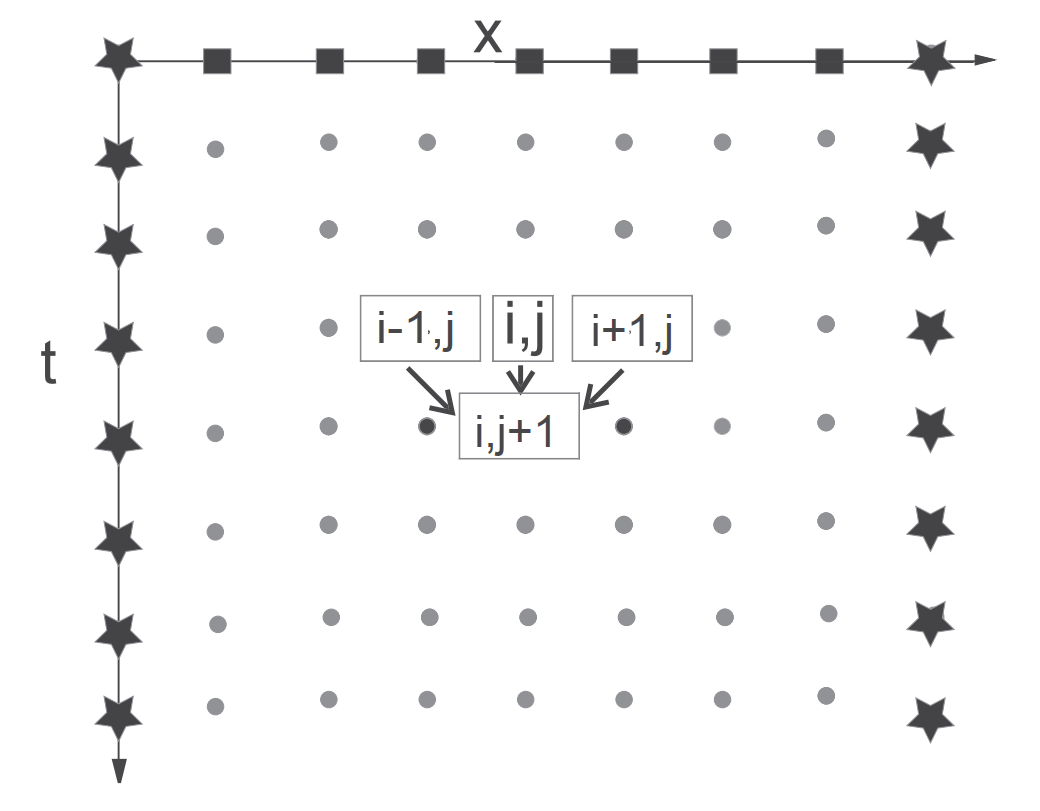 x
t
i-1,j
i,j
i+1,j
i,j+1